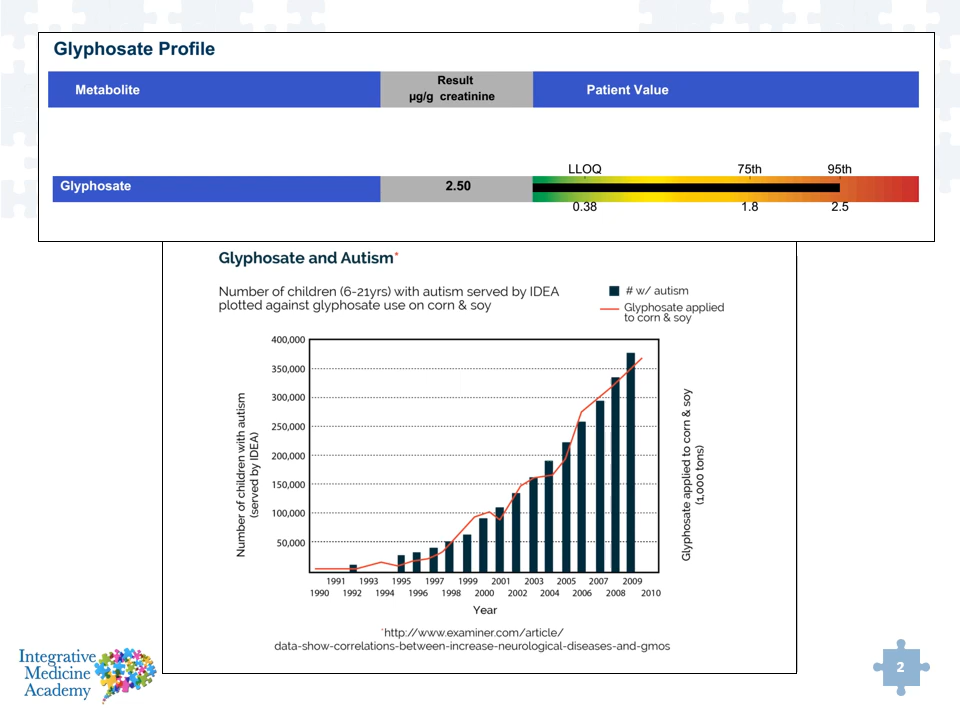 Glyphosate Profile
Metabolite
Result
µg/g creatinine
Patient Value
LLOQ 75th 95th
Glyphosate 2.50
0.38 1.8 2.5
Glyphosate and Autism*
Number of children (6-21yrs) with autism served by IDEA
plotted against glyphosate use on corn & soy
# w/ autism
Glyphosate applied
to corn & soy
400,000
350,000
300,000
250,000
200,000
150,000
100,000
50,000
Number of children with autism
(served by IDEA)
Glyphosate applied to corn & soy
(1,000 tons)
1991 1993 1995 1997 1999 2001 2003 2005 2007 2009
1990 1992 1994 1996 1998 2000 2002 2004 2006 2008 2010
Year
*http://www.examiner.com/article/
data-show-correlations-between-increase-neurological-diseases-and-gmos
Integrative
Medicine
Academy
2